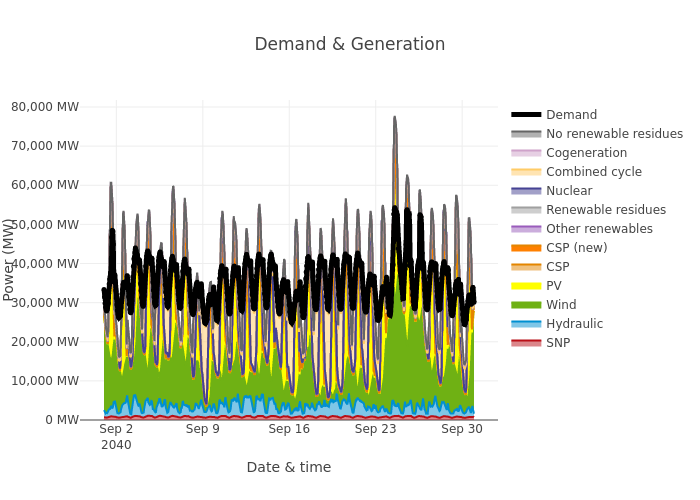 Demand & Generation
80,000 MW
70,000 MW
60,000 MW
50,000 MW
40,000 MW
30,000 MW
20,000 MW
10,000 MW
0 MW
Power (MW)
Sep 2
2040
Sep 9
Sep 16
Sep 23
Sep 30
Date & time
Demand
No renewable residues
Cogeneration
Combined cycle
Nuclear
Renewable residues
Other renewables
CSP (new)
CSP
PV
Wind
Hydraulic
SNP